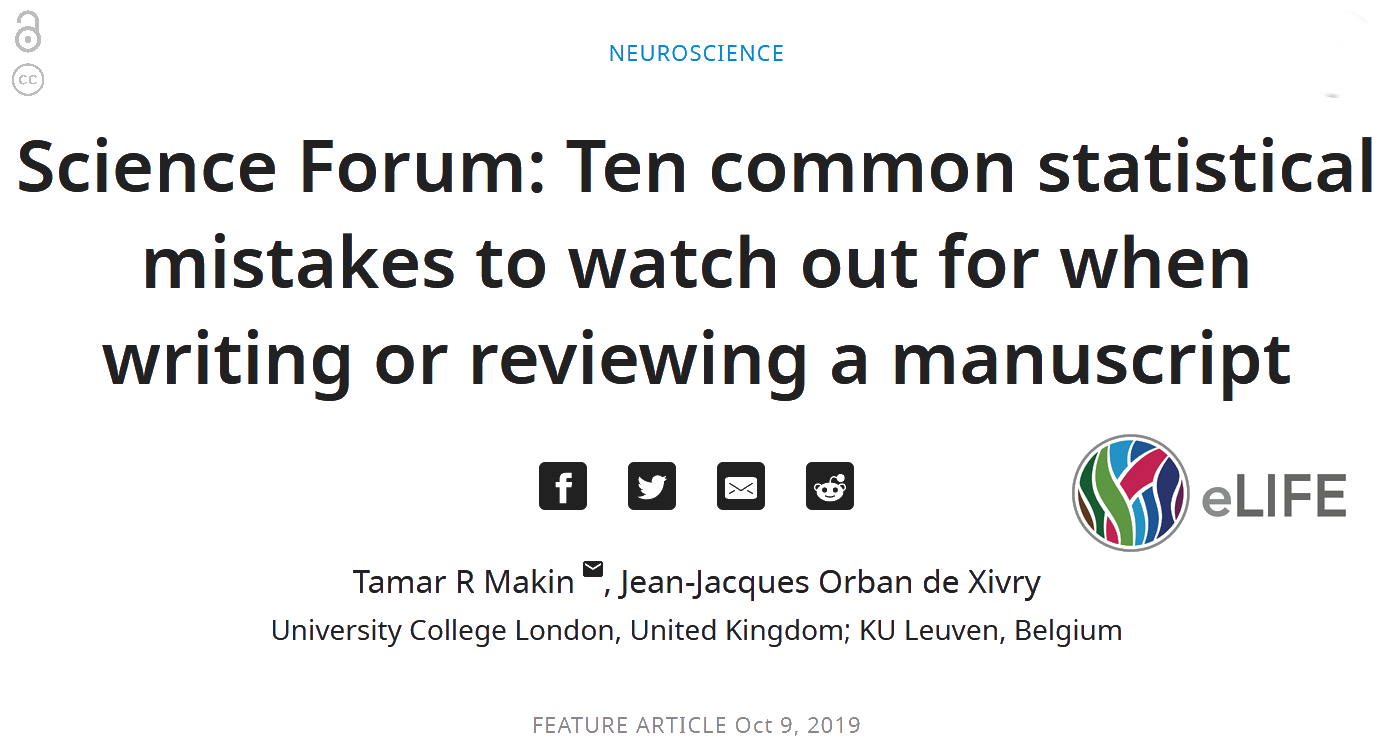 NEUROSCIENCE
cc
Science Forum: Ten common statistical
mistakes to watch out for when
writing or reviewing a manuscript
f
eLIFE
Tamar R Makin , Jean-Jacques Orban de Xivry
University College London, United Kingdom; KU Leuven, Belgium
FEATURE ARTICLE Oct 9, 2019